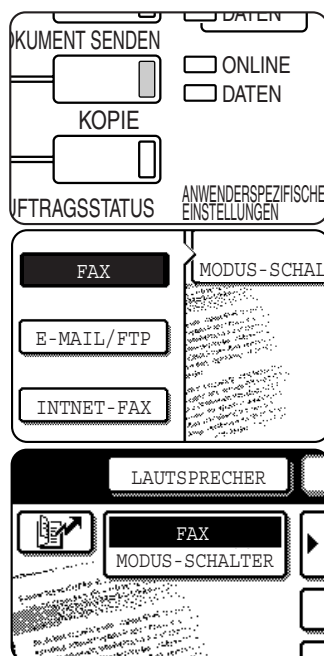 DATEN
OKUMENT SENDEN
ONLINE
DATEN
KOPIE
UFTRAGSSTATUS
ANWENDERSPEZIFISCHE
EINSTELLUNGEN
FAX
MODUS-SCHAL
E-MAIL/FTP
INTNET-FAX
LAUTSPRECHER
FAX
MODUS-SCHALTER